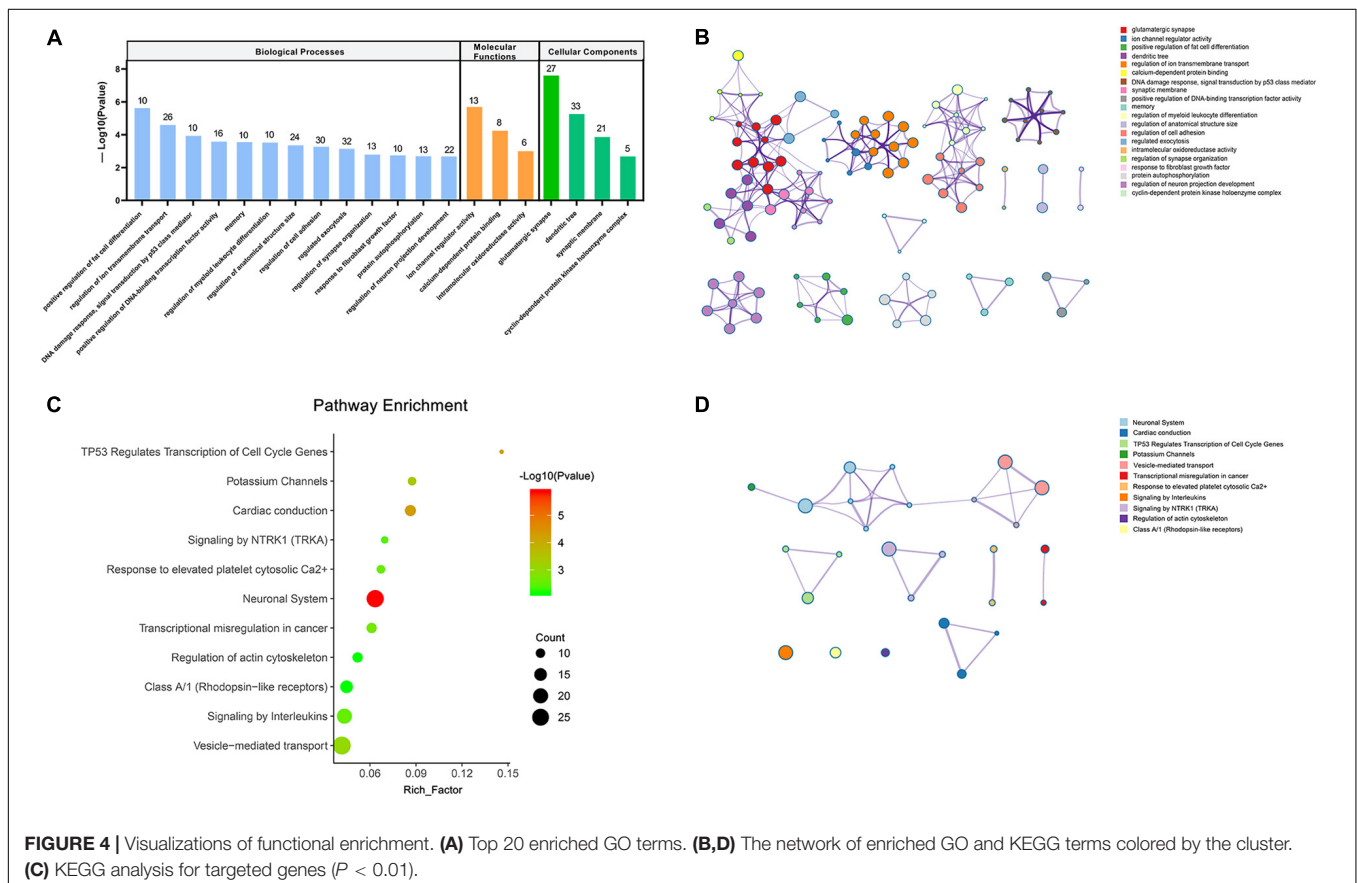 A
Biological Processes
Molecular
Functions
Cellular Components
— Log10(Pvalue)
8
6
4
2
0
10
26
10
16
10
10
24
30
32
13
10
13
22
13
8
6
27
33
21
5
positive regulation of fat cell differentiation
regulation of ion transmembrane transport
DNA damage response, signal transduction by p53 class mediator
positive regulation of DNA-binding transcription factor activity
memory
regulation of myeloid leukocyte differentiation
regulation of anatomical structure size
regulation of cell adhesion
regulated exocytosis
regulation of synapse organization
response to fibroblast growth factor
protein autophosphorylation
regulation of neuron projection development
ion channel regulator activity
calcium-dependent protein binding
intramolecular oxidoreductase activity
glutamatergic synapse
dendritic tree
synaptic membrane
cyclin-dependent protein kinase holoenzyme complex
B
glutamatergic synapse
ion channel regulator activity
positive regulation of fat cell differentiation
dendritic tree
regulation of ion transmembrane transport
calcium-dependent protein binding
DNA damage response, signal transduction by p53 class mediator
synaptic membrane
positive regulation of DNA-binding transcription factor activity
memory
regulation of myeloid leukocyte differentiation
regulation of anatomical structure size
regulation of cell adhesion
regulated exocytosis
intramolecular oxidoreductase activity
regulation of synapse organization
response to fibroblast growth factor
protein autophosphorylation
regulation of neuron projection development
cyclin-dependent protein kinase holoenzyme complex
C
Pathway Enrichment
TP53 Regulates Transcription of Cell Cycle Genes
Potassium Channels
Cardiac conduction
Signaling by NTRK1 (TRKA)
Response to elevated platelet cytosolic Ca2+
Neuronal System
Transcriptional misregulation in cancer
Regulation of actin cytoskeleton
Class A/1 (Rhodopsin-like receptors)
Signaling by Interleukins
Vesicle−mediated transport
0.06
0.09
0.12
0.15
Rich_Factor
-Log10(Pvalue)
5
4
3
Count
10
15
20
25
D
Neuronal System
Cardiac conduction
TP53 Regulates Transcription of Cell Cycle Genes
Potassium Channels
Vesicle-mediated transport
Transcriptional misregulation in cancer
Response to elevated platelet cytosolic Ca2+
Signaling by Interleukins
Signaling by NTRK1 (TRKA)
Regulation of actin cytoskeleton
Class A/1 (Rhodopsin-like receptors)
FIGURE 4 | Visualizations of functional enrichment. (A) Top 20 enriched GO terms. (B,D) The network of enriched GO and KEGG terms colored by the cluster.
(C) KEGG analysis for targeted genes (P < 0.01).